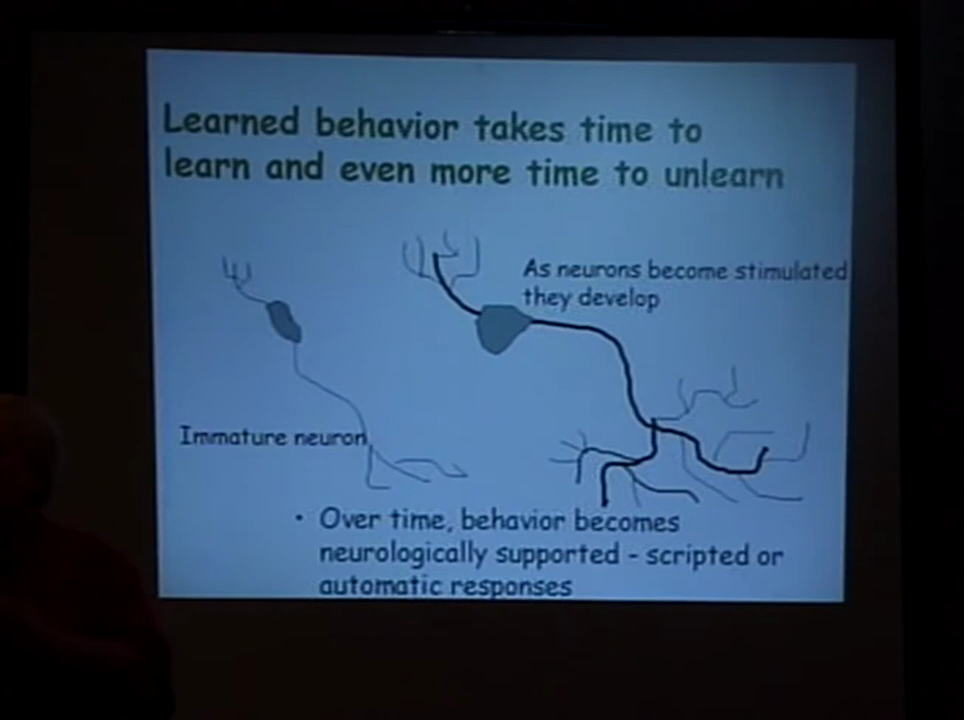 Learned behavior takes time to
learn and even more time to unlearn
As neurons become stimulated
they develop
Immature neuron
• Over time, behavior becomes
neurologically supported - scripted or
automatic responses